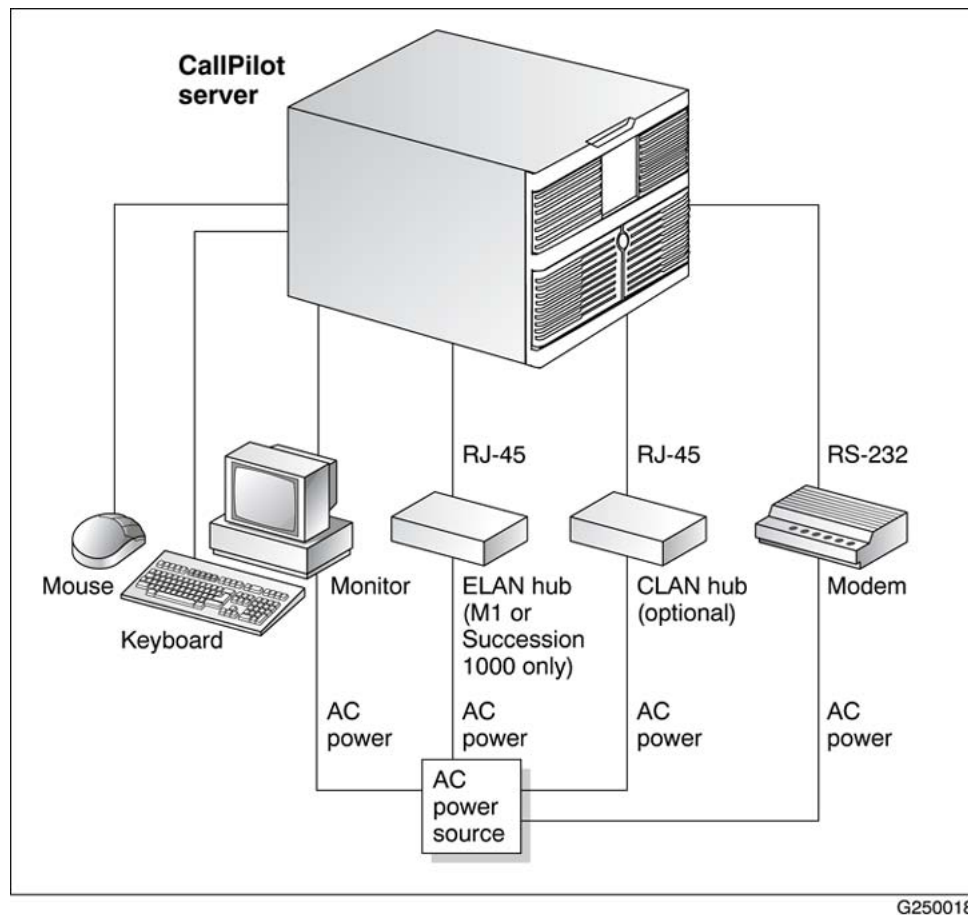 CallPilot
server
RJ-45
RJ-45
RS-232
Mouse
Keyboard
Monitor
ELAN hub
(M1 or
Succession
1000 only)
CLAN hub
(optional)
Modem
AC
power
AC
power
AC
power
AC
power
AC
power
source
G250018